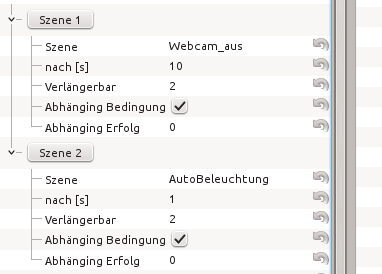 Szene 1
Szene Webcam_aus
nach [s] 10
Verlängerbar 2
Abhänging Bedingung
Abhänging Erfolg 0
Szene 2
Szene AutoBeleuchtung
nach [s] 1
Verlängerbar 2
Abhänging Bedingung
Abhänging Erfolg 0